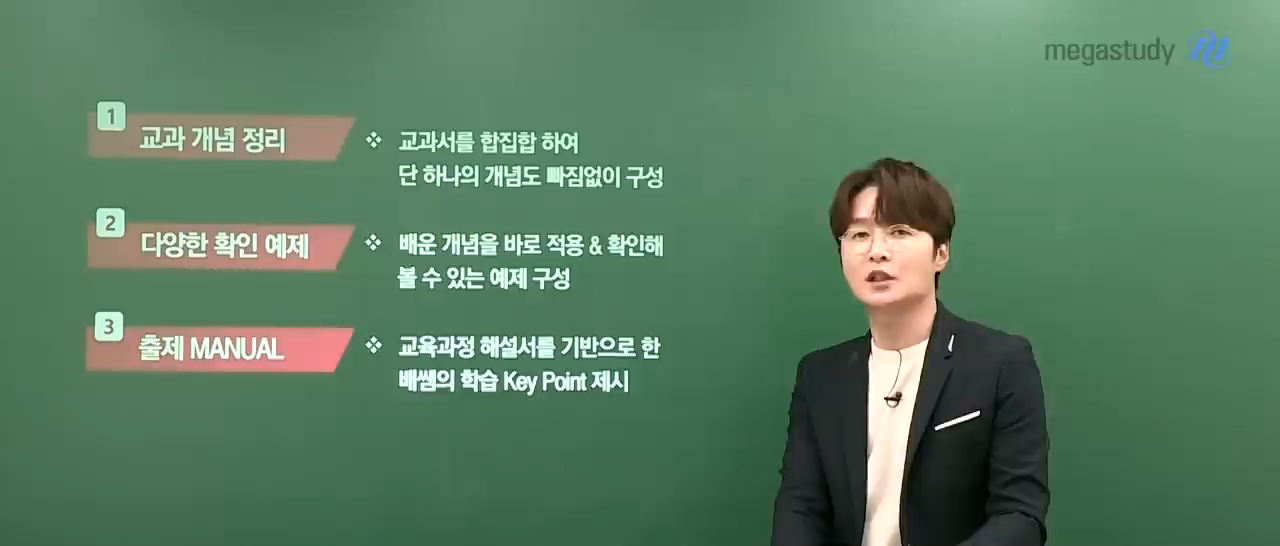 megastudy
1
교과 개념 정리
❖ 교과서를 합집합 하여
단 하나의 개념도 빠짐없이 구성
2
다양한 확인 예제
❖ 배운 개념을 바로 적용 & 확인해
볼 수 있는 예제 구성
3
출제 MANUAL
❖ 교육과정 해설서를 기반으로 한
배쌤의 학습 Key Point 제시